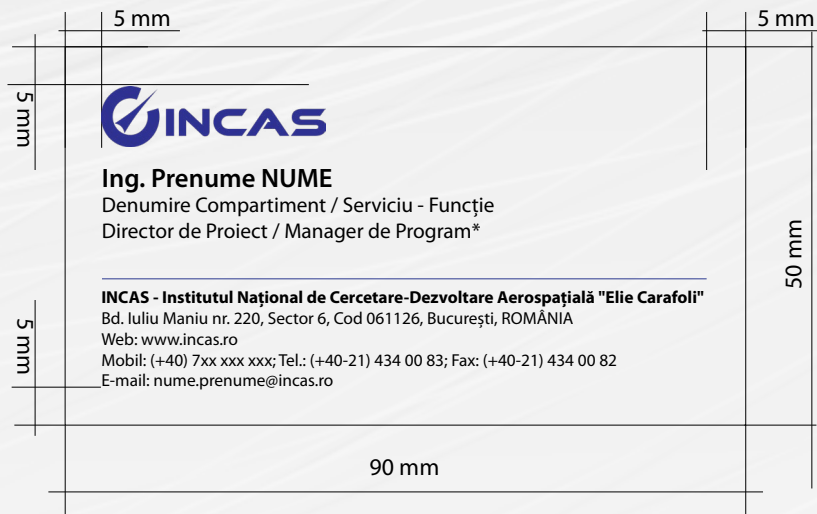 5 mm
5 mm
5 mm
INCAS
Ing. Prenume NUME
Denumire Compartiment / Serviciu - Funcție
Director de Proiect / Manager de Program*
50 mm
INCAS - Institutul Național de Cercetare-Dezvoltare Aerospațială "Elie Carafoli"
Bd. Iuliu Maniu nr. 220, Sector 6, Cod 061126, București, ROMÂNIA
5 mm
Web: www.incas.ro
Mobil: (+40) 7xx xxx xxx; Tel.: (+40-21) 434 00 83; Fax: (+40-21) 434 00 82
E-mail: nume.prenume@incas.ro
90 mm